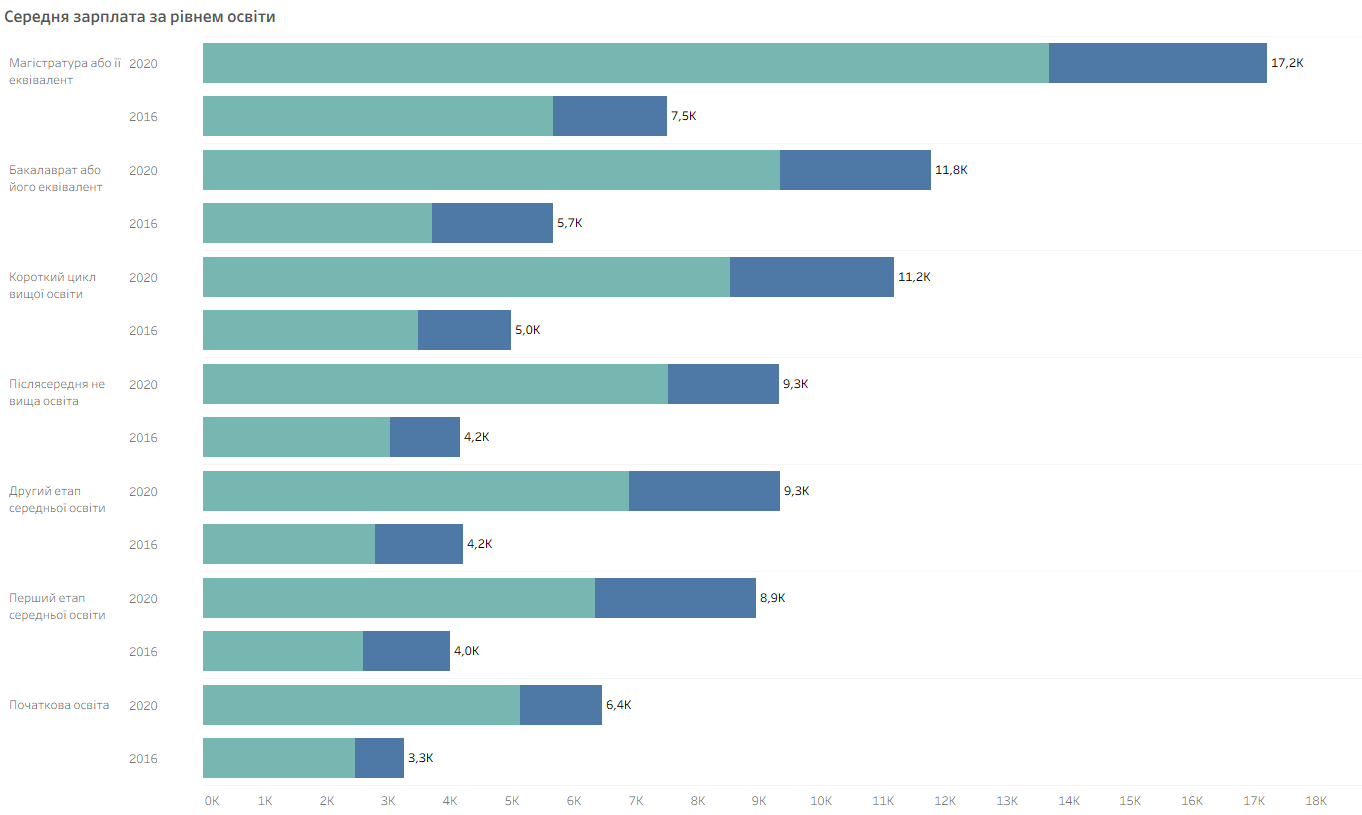 Середня зарплата за рівнем освіти
Магістратура або її
еквівалент
2020
17,2K
2016
7,5K
Бакалаврат або
його еквівалент
2020
11,8K
2016
5,7K
Короткий цикл
вищої освіти
2020
11,2K
2016
5,0K
Післясередня не
вища освіта
2020
9,3K
2016
4,2K
Другий етап
середньої освіти
2020
9,3K
2016
4,2K
Перший етап
середньої освіти
2020
8,9K
2016
4,0K
Початкова освіта
2020
6,4K
2016
3,3K
0K 1K 2K 3K 4K 5K 6K 7K 8K 9K 10K 11K 12K 13K 14K 15K 16K 17K 18K